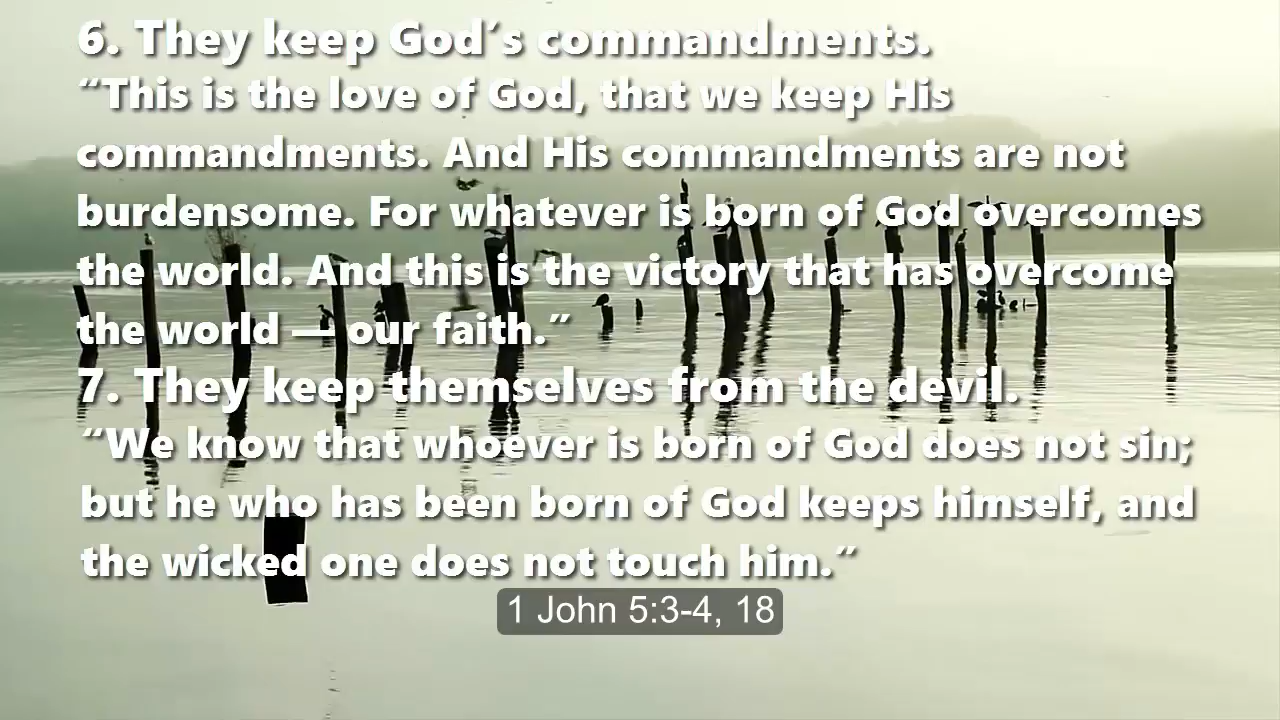 6. They keep God´s commandments.
“This is the love of God, that we keep His
commandments. And His commandments are not
burdensome. For whatever is born of God overcomes
the world. And this is the victory that has overcome
the world — our faith.”
7. They keep themselves from the devil.
“We know that whoever is born of God does not sin;
but he who has been born of God keeps himself, and
the wicked one does not touch him.”
1 John 5:3-4, 18